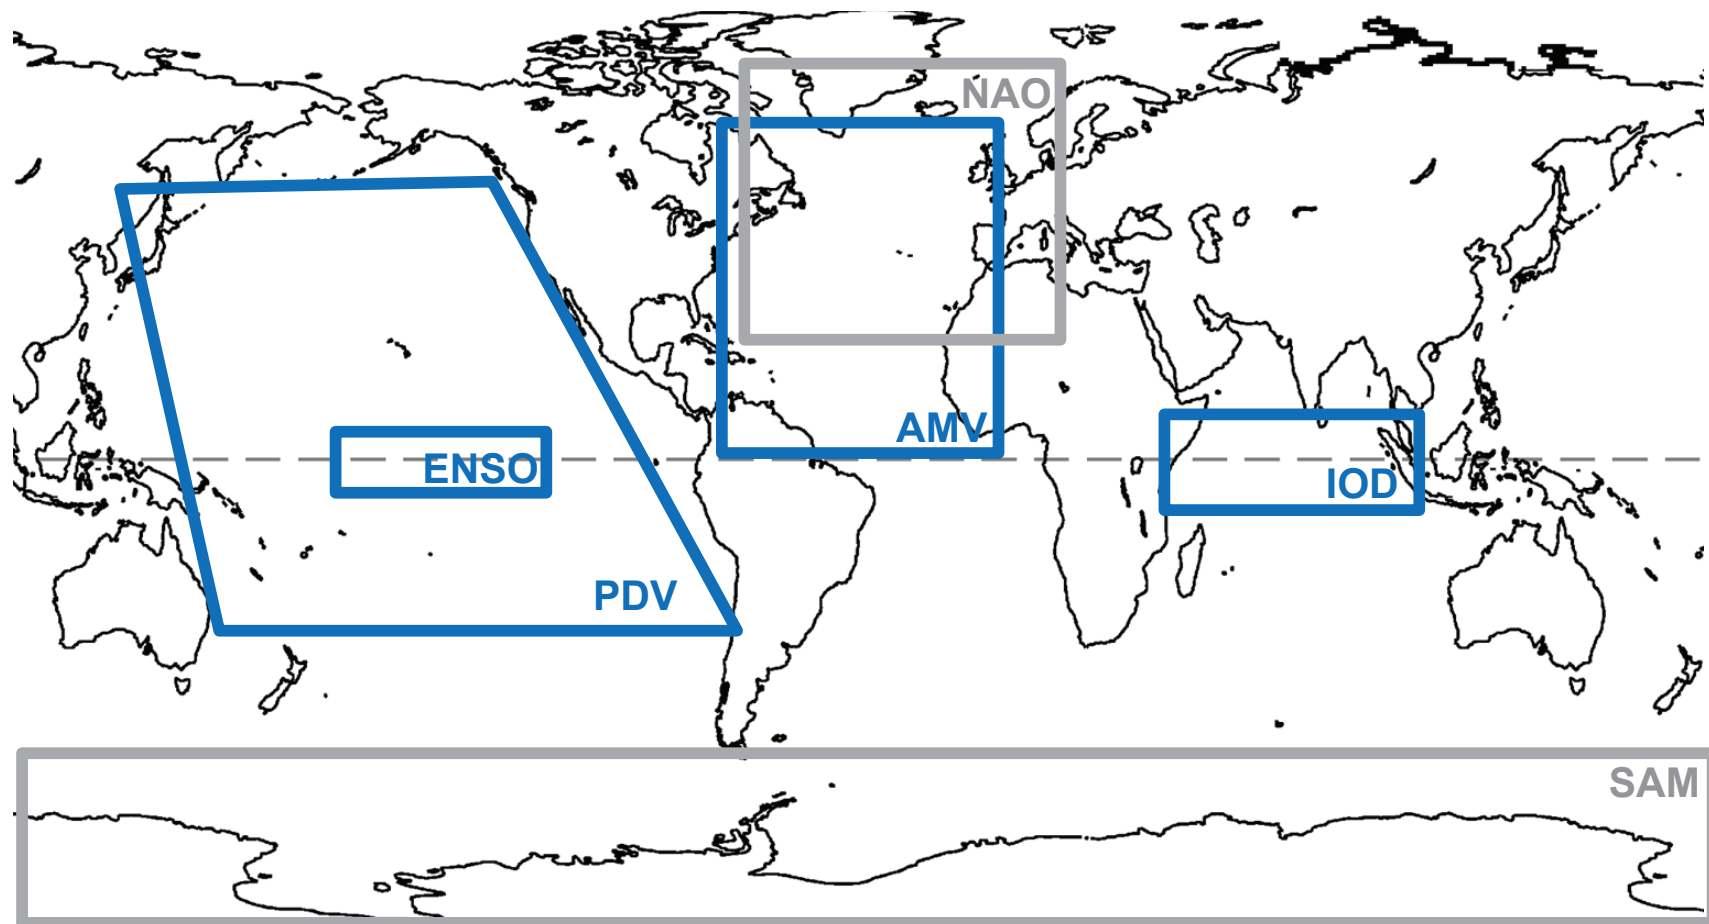 NAO
AMV
ENSO
IOD
PDV
SAM